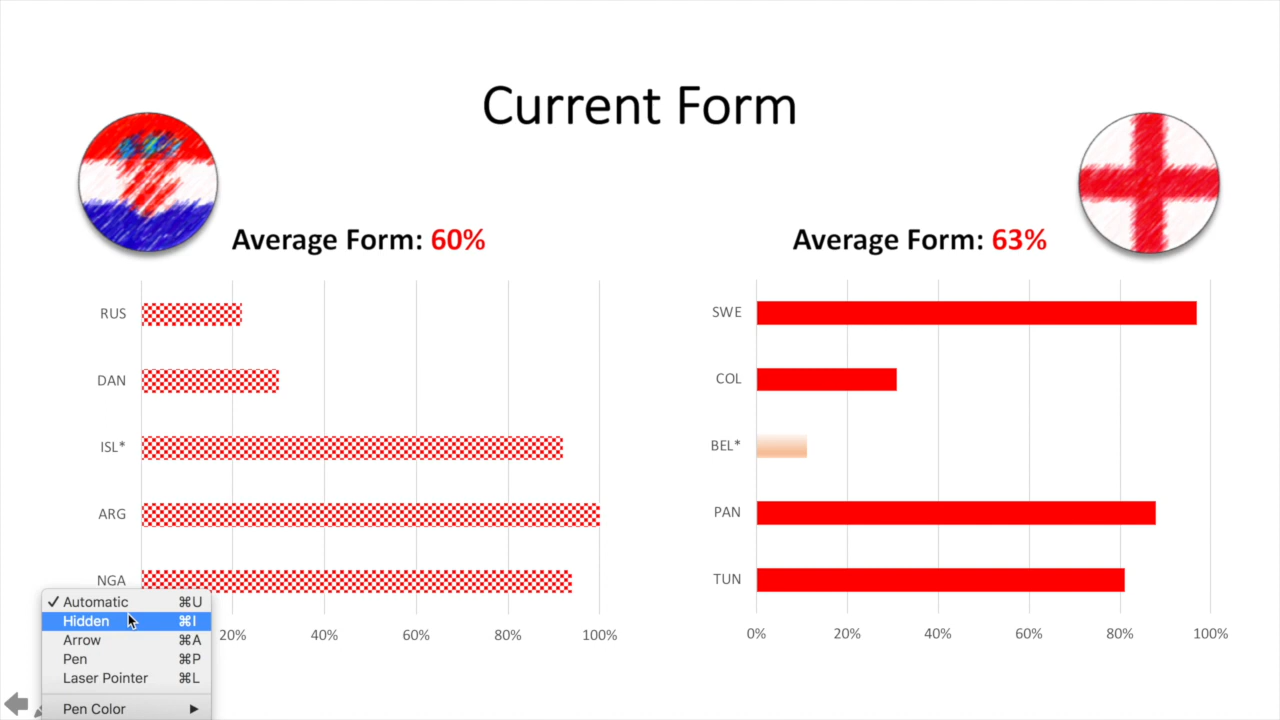 Current Form
Average Form: 60%
RUS
DAN
ISL*
ARG
NGA
20% 40% 60% 80% 100%
Average Form: 63%
SWE
COL
BEL*
PAN
TUN
0% 20% 40% 60% 80% 100%
✓ Automatic ⌘U
Hidden ⌘I
Arrow ⌘A
Pen ⌘P
Laser Pointer ⌘L
Pen Color ▶